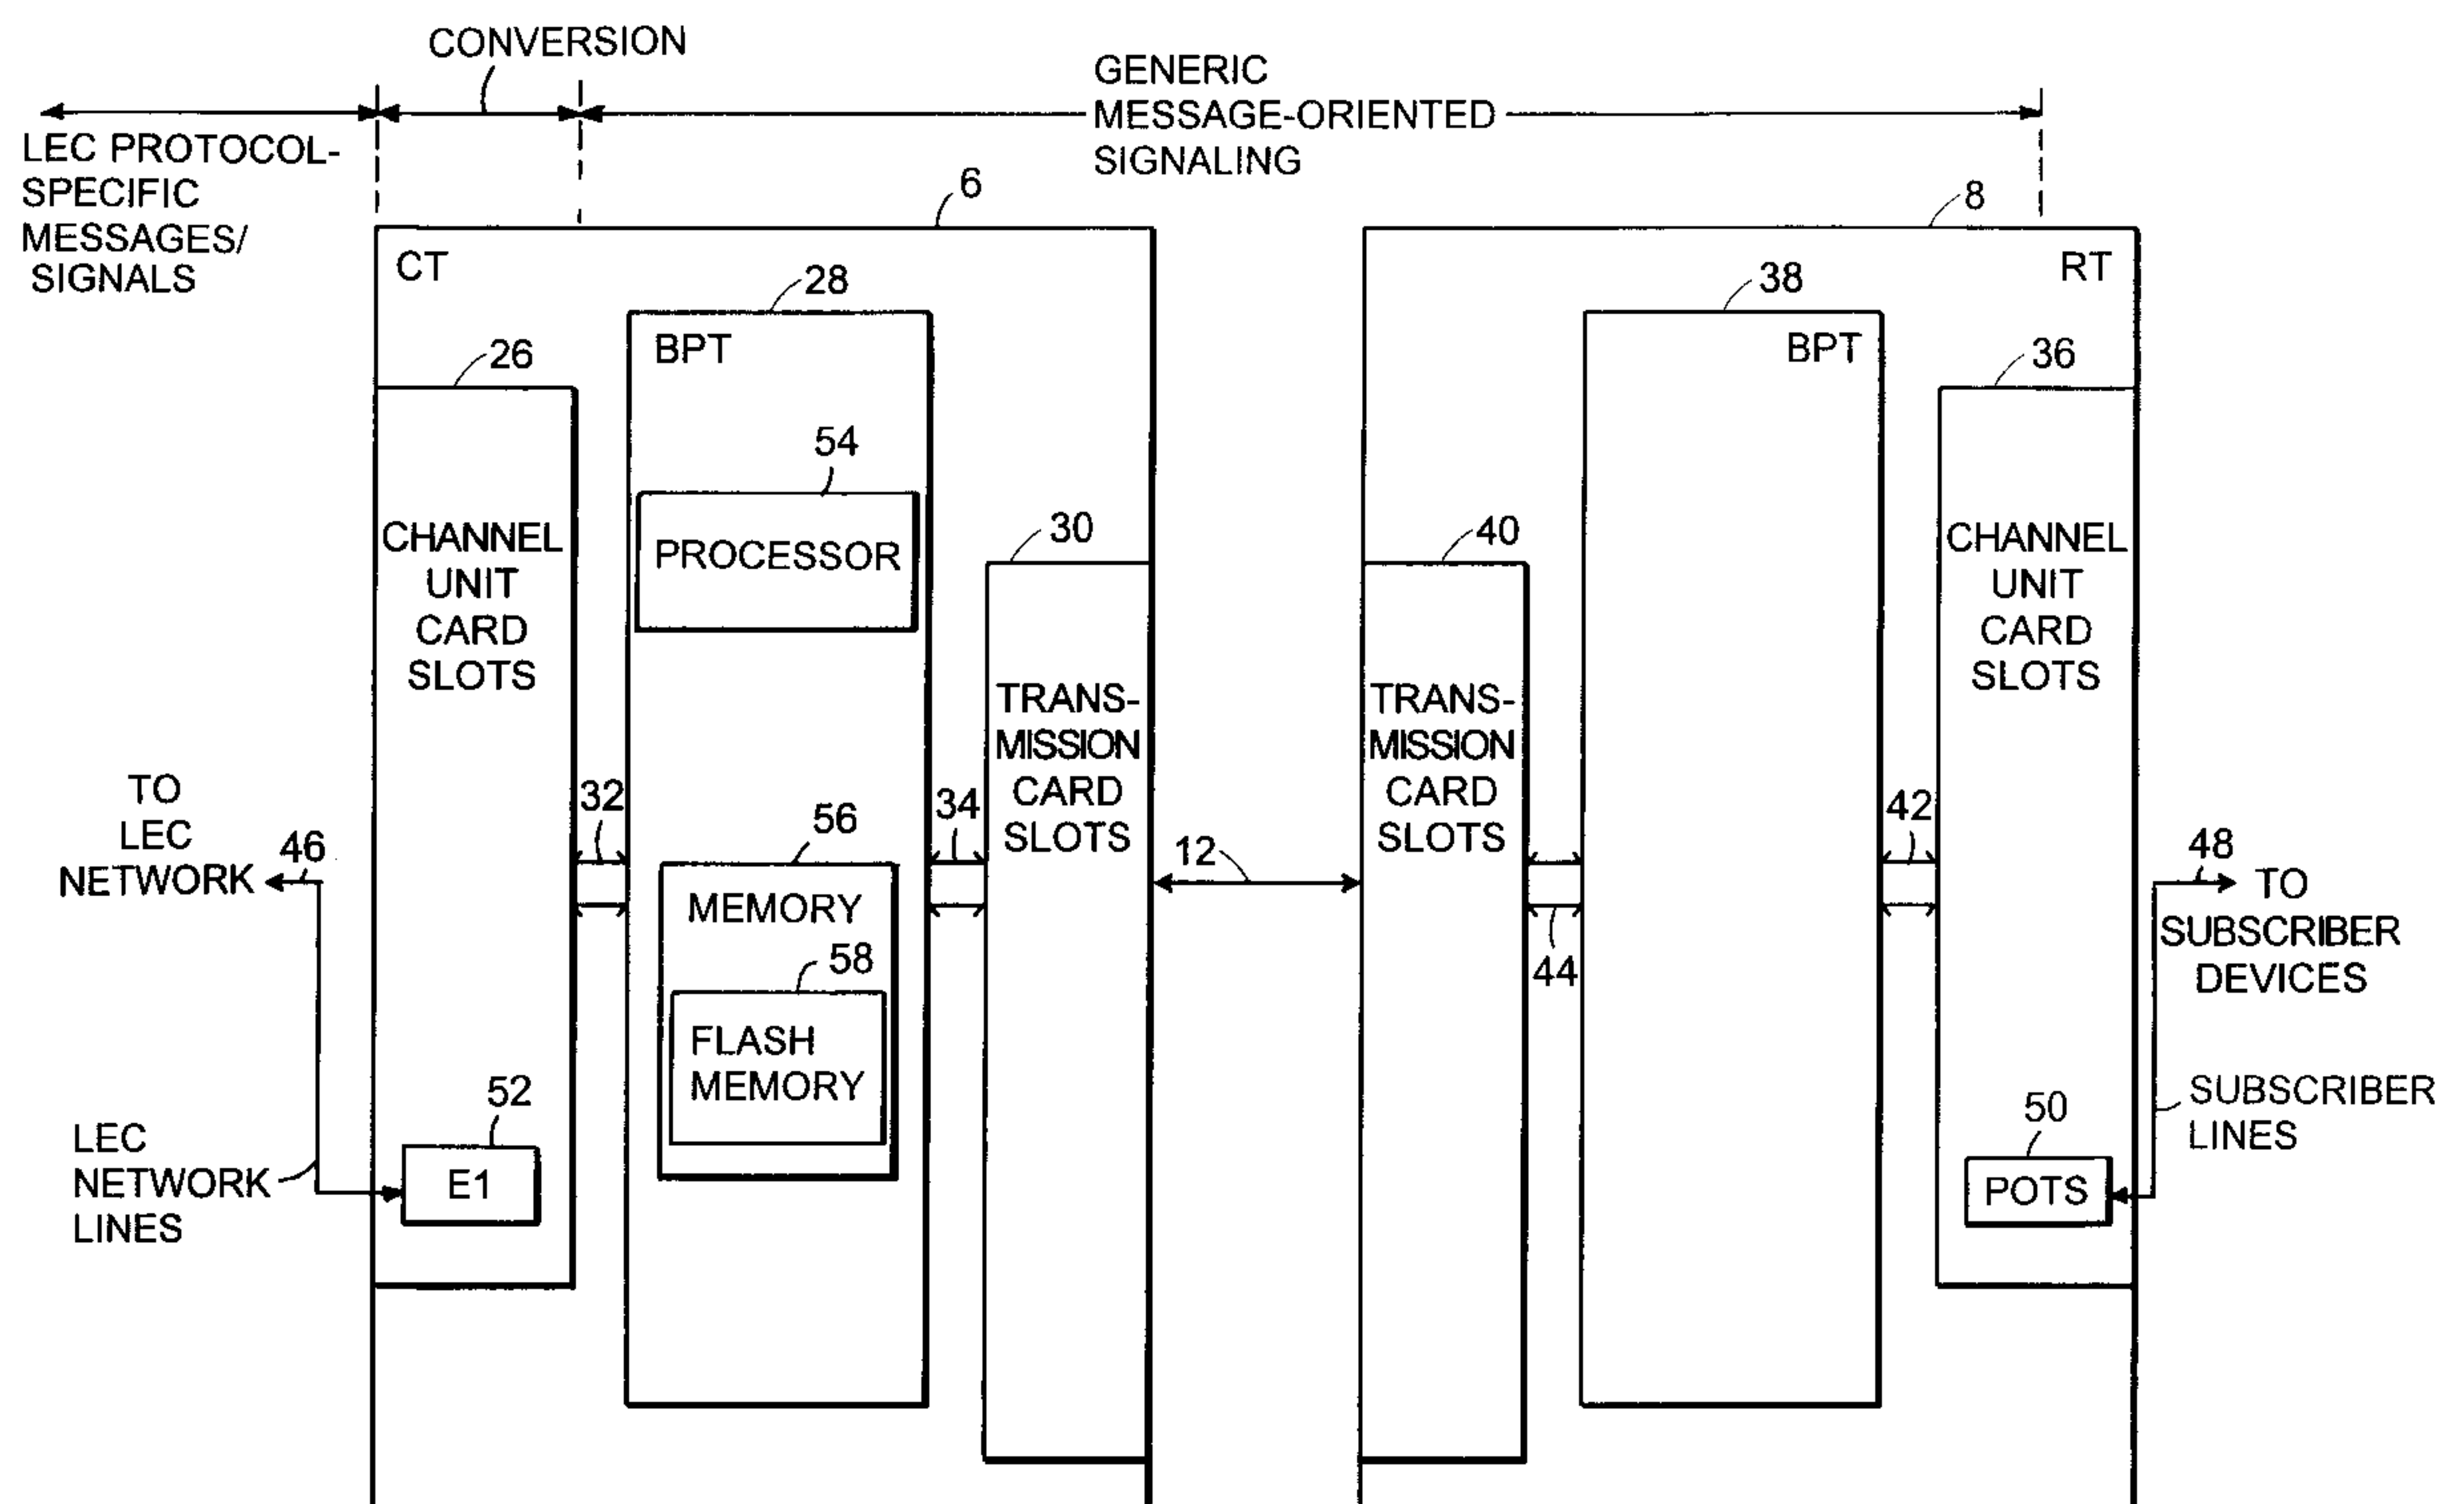 CONVERSION
GENERIC
MESSAGE-ORIENTED
SIGNALING
LEC PROTOCOL-
SPECIFIC
MESSAGES/
SIGNALS
6
8
CT
RT
28
BPT
38
BPT
26
36
54
PROCESSOR
CHANNEL
UNIT
CARD
SLOTS
30
40
CHANNEL
UNIT
CARD
SLOTS
TRANS-
MISSION
CARD
SLOTS
TRANS-
MISSION
CARD
SLOTS
TO
LEC
NETWORK
46
32
56
34
12
42
48
TO
SUBSCRIBER
DEVICES
MEMORY
58
FLASH
MEMORY
44
52
E1
LEC
NETWORK
LINES
50
POTS
SUBSCRIBER
LINES